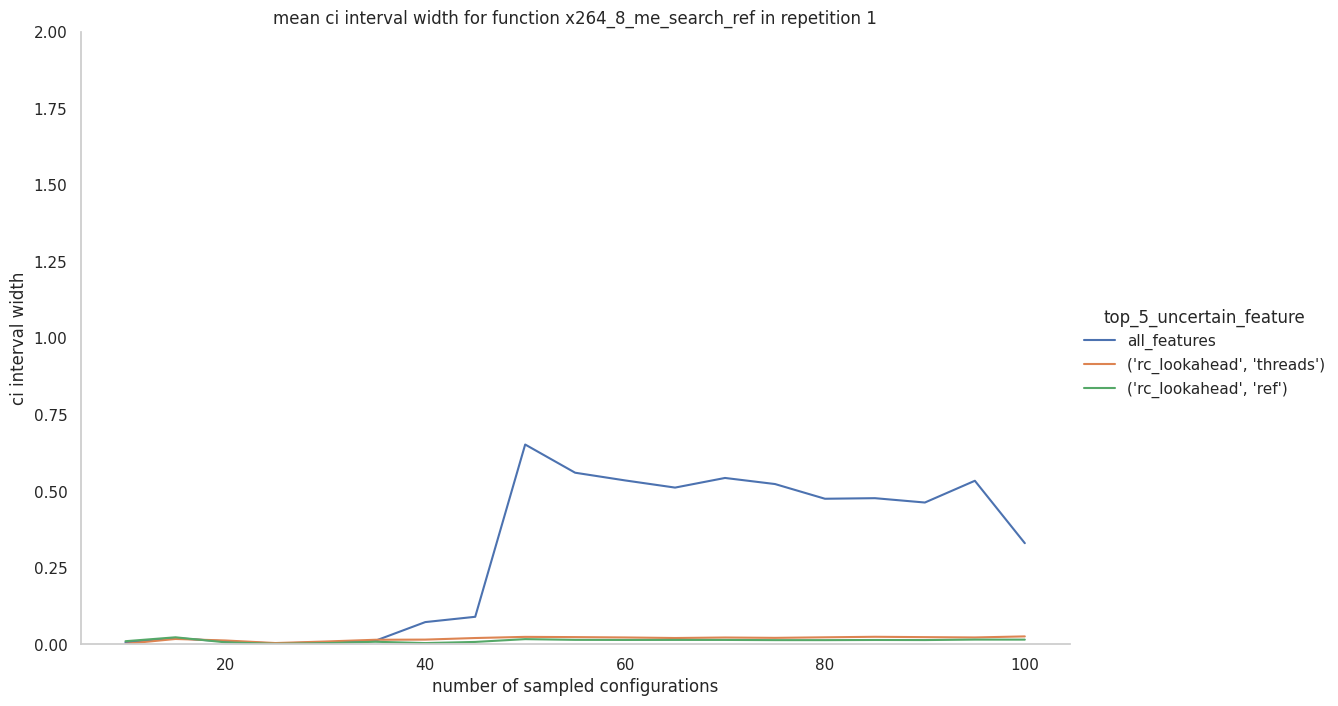 mean ci interval width for function x264_8_me_search_ref in repetition 1
2.00
1.75
1.50
1.25
1.00
0.75
0.50
0.25
0.00
ci interval width
20
40
60
80
100
number of sampled configurations
top_5_uncertain_feature
all_features
('rc_lookahead', 'threads')
('rc_lookahead', 'ref')